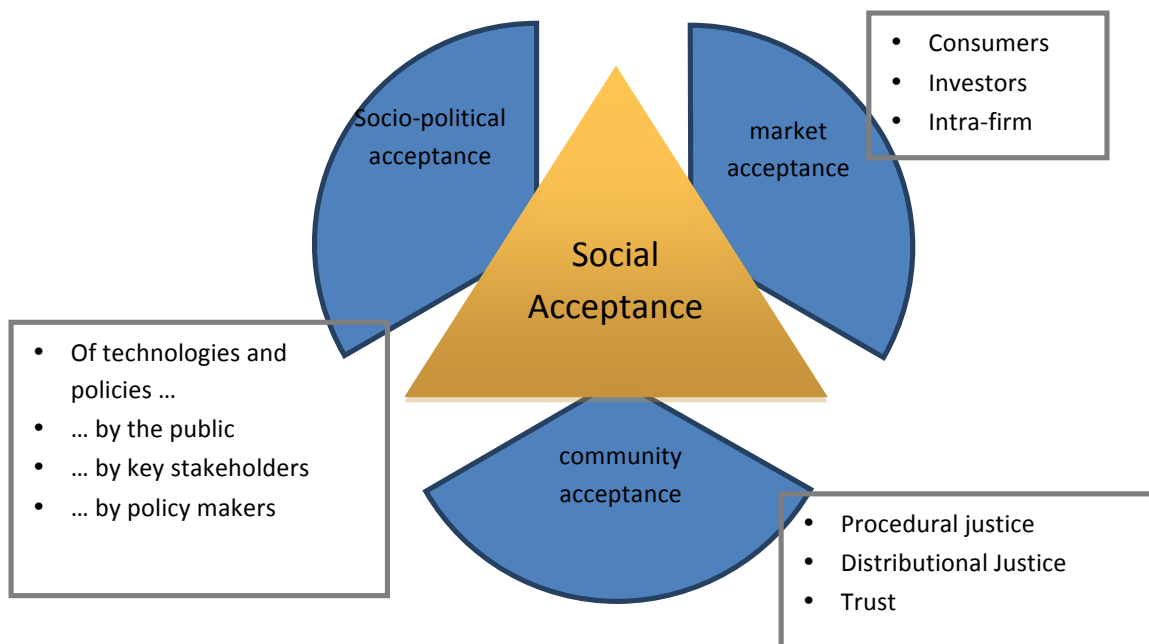 Socio-political
acceptance
market
acceptance
• Consumers
• Investors
• Intra-firm
Social
Acceptance
• Of technologies and
policies …
• … by the public
• … by key stakeholders
• … by policy makers
community
acceptance
• Procedural justice
• Distributional Justice
• Trust